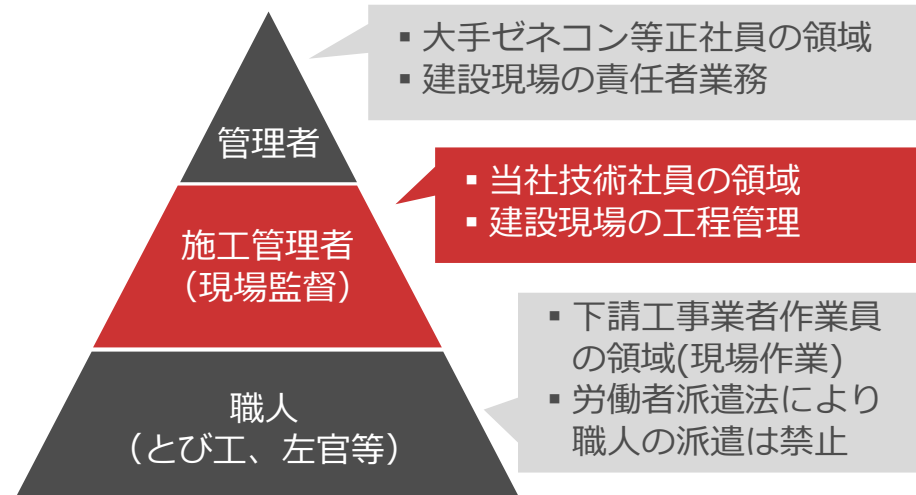 ▪ 大手ゼネコン等正社員の領域
▪ 建設現場の責任者業務
管理者
▪ 当社技術社員の領域
▪ 建設現場の工程管理
施工管理者
（現場監督）
▪ 下請工事業者作業員
の領域(現場作業)
▪ 労働者派遣法により
職人の派遣は禁止
職人
（とび工、左官等）